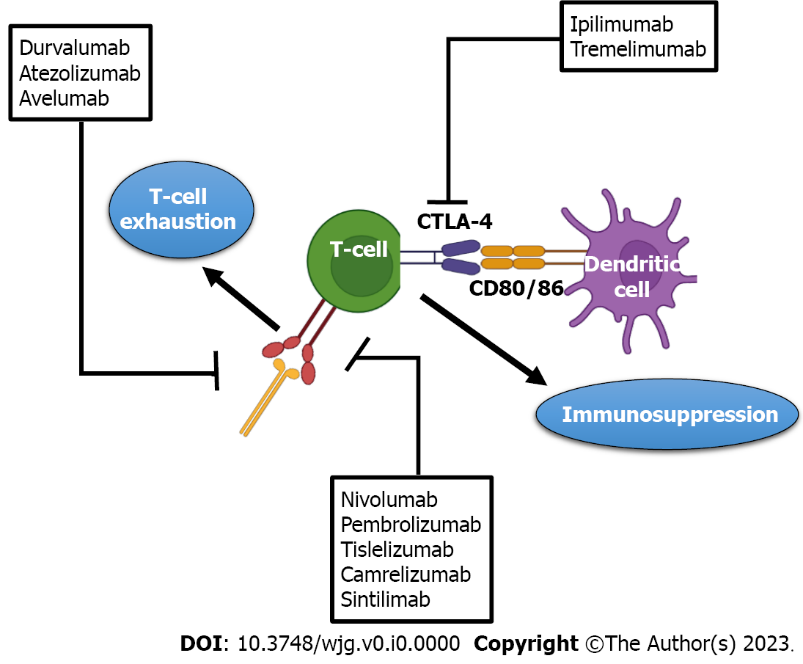 Durvalumab
Atezolizumab
Avelumab
Ipilimumab
Tremelimumab
T-cell
exhaustion
CTLA-4
T-cell
Dendritic
cell
CD80/86
Immunosuppression
Nivolumab
Pembrolizumab
Tislelizumab
Camrelizumab
Sintilimab
DOI: 10.3748/wjg.v0.i0.0000 Copyright ©The Author(s) 2023.